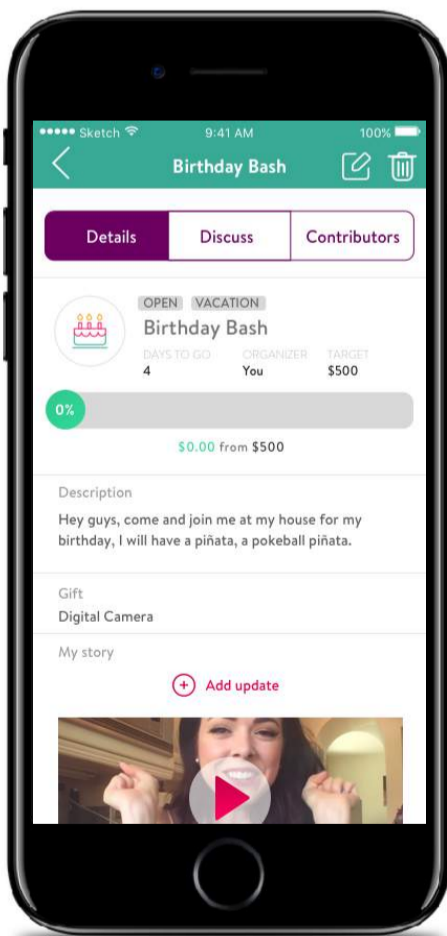 Sketch 9:41 AM 100%
Birthday Bash
Details Discuss Contributors
OPEN VACATION
Birthday Bash
DAYS TO GO ORGANIZER TARGET
4 You $500
0%
$0.00 from $500
Description
Hey guys, come and join me at my house for my
birthday, I will have a piñata, a pokeball piñata.
Gift
Digital Camera
My story
Add update